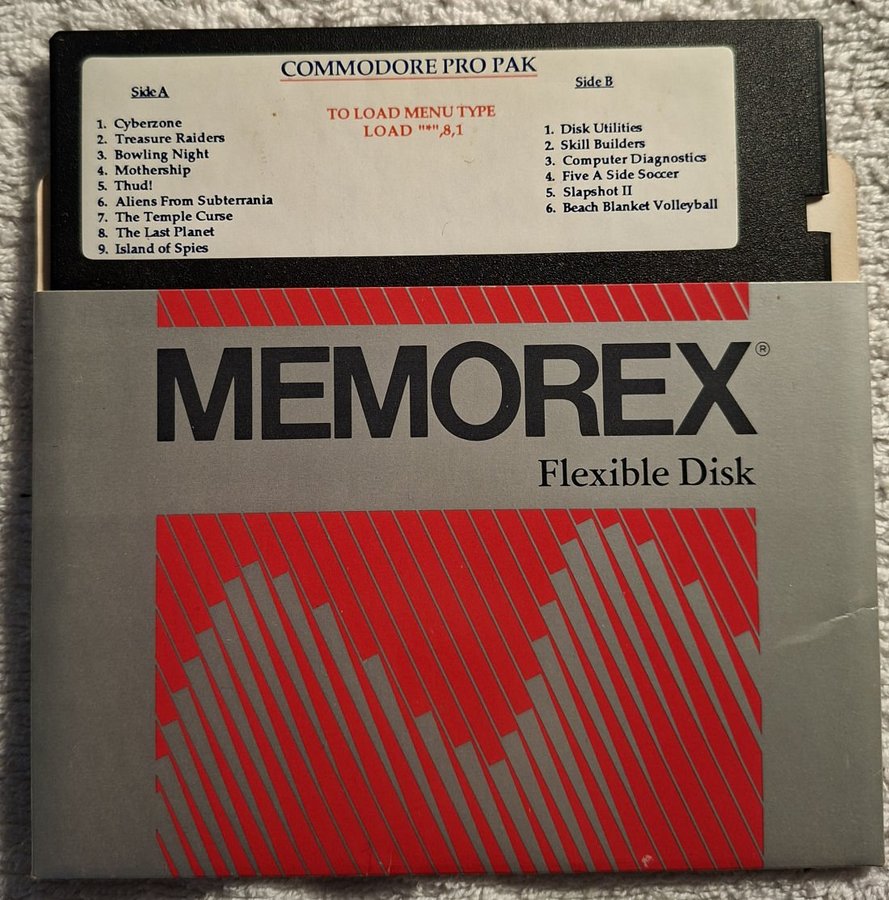 COMMODORE PRO PAK
Side A
1. Cyberzone
2. Treasure Raiders
3. Bowling Night
4. Mothership
5. Thud!
6. Aliens From Subterrania
7. The Temple Curse
8. The Last Planet
9. Island of Spies
TO LOAD MENU TYPE
LOAD "*",8,1
Side B
1. Disk Utilities
2. Skill Builders
3. Computer Diagnostics
4. Five A Side Soccer
5. Slapshot II
6. Beach Blanket Volleyball
MEMOREX®
Flexible Disk